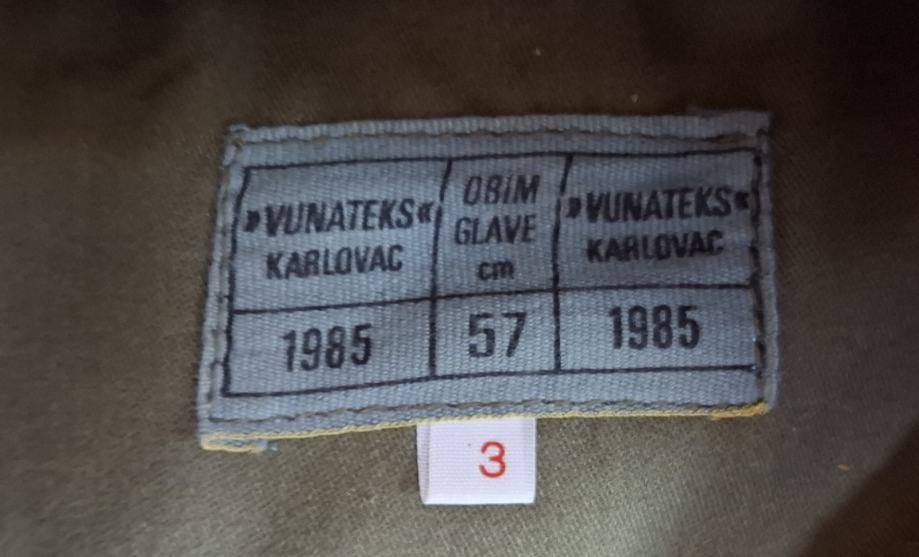 »VUNATEKS«
KARLOVAC
OBIM
GLAVE
cm
»VUNATEKS«
KARLOVAC
1985
57
1985
3